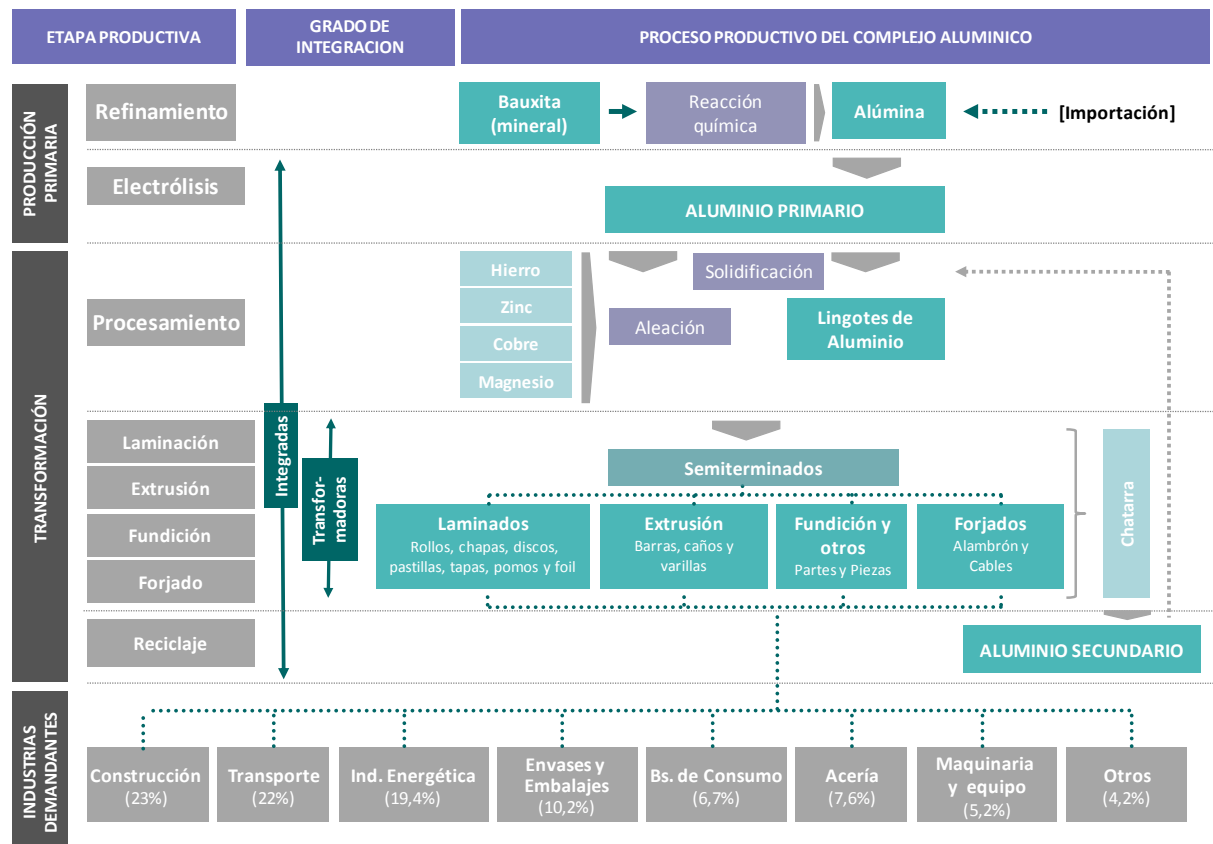 ETAPA PRODUCTIVA
GRADO DE
INTEGRACION
PROCESO PRODUCTIVO DEL COMPLEJO ALUMINICO
PRODUCCIÓN
PRIMARIA
Refinamiento
Bauxita
(mineral)
Reacción
química
Alúmina
[Importación]
Electrólisis
ALUMINIO PRIMARIO
TRANSFORMACIÓN
Procesamiento
Hierro
Zinc
Cobre
Magnesio
Solidificación
Aleación
Lingotes de
Aluminio
Integradas
Transfor-
madoras
Laminación
Extrusión
Fundición
Forjado
Semiterminados
Laminados
Rollos, chapas, discos,
pastillas, tapas, pomos y foil
Extrusión
Barras, caños y
varillas
Fundición y
otros
Partes y Piezas
Forjados
Alambrón y
Cables
Chatarra
Reciclaje
ALUMINIO SECUNDARIO
INDUSTRIAS
DEMANDANTES
Construcción
(23%)
Transporte
(22%)
Ind. Energética
(19,4%)
Envases y
Embalajes
(10,2%)
Bs. de Consumo
(6,7%)
Acería
(7,6%)
Maquinaria
y equipo
(5,2%)
Otros
(4,2%)